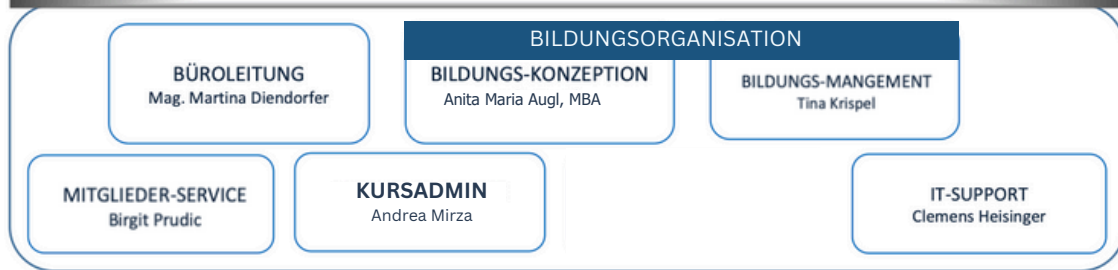 BILDUNGSORGANISATION
BÜROLEITUNG
Mag. Martina Diendorfer
BILDUNGS-KONZEPTION
Anita Maria Augl, MBA
BILDUNGS-MANGEMENT
Tina Krispel
MITGLIEDER-SERVICE
Birgit Prudic
KURSADMIN
Andrea Mirza
IT-SUPPORT
Clemens Heisinger